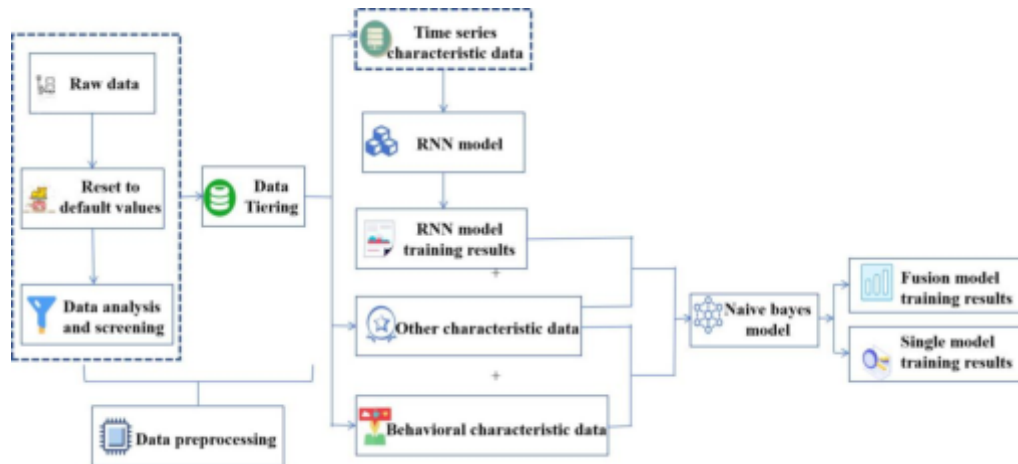 Raw data
Reset to
default values
Data analysis
and screening
Data preprocessing
Data
Tiering
Time series
characteristic data
RNN model
RNN model
training results
+
Other characteristic data
+
Behavioral characteristic data
Naive bayes
model
Fusion model
training results
Single model
training results